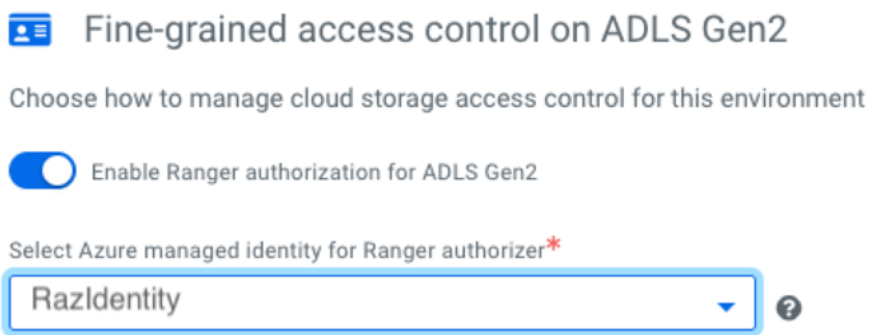 Fine-grained access control on ADLS Gen2
Choose how to manage cloud storage access control for this environment
Enable Ranger authorization for ADLS Gen2
Select Azure managed identity for Ranger authorizer*
RazIdentity
?